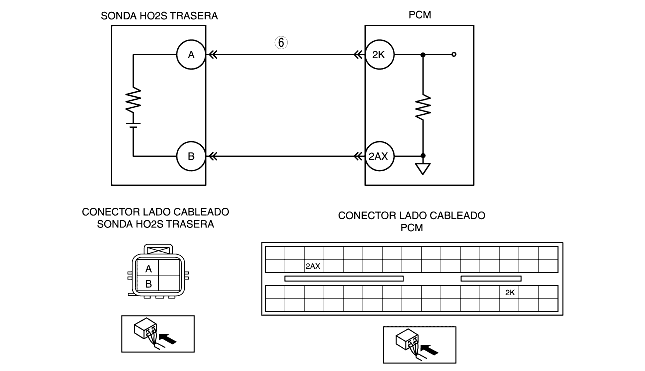 SONDA HO2S TRASERA
PCM
6
A
2K
B
2AX
CONECTOR LADO CABLEADO
SONDA HO2S TRASERA
CONECTOR LADO CABLEADO
PCM
A
B
2AX
2K